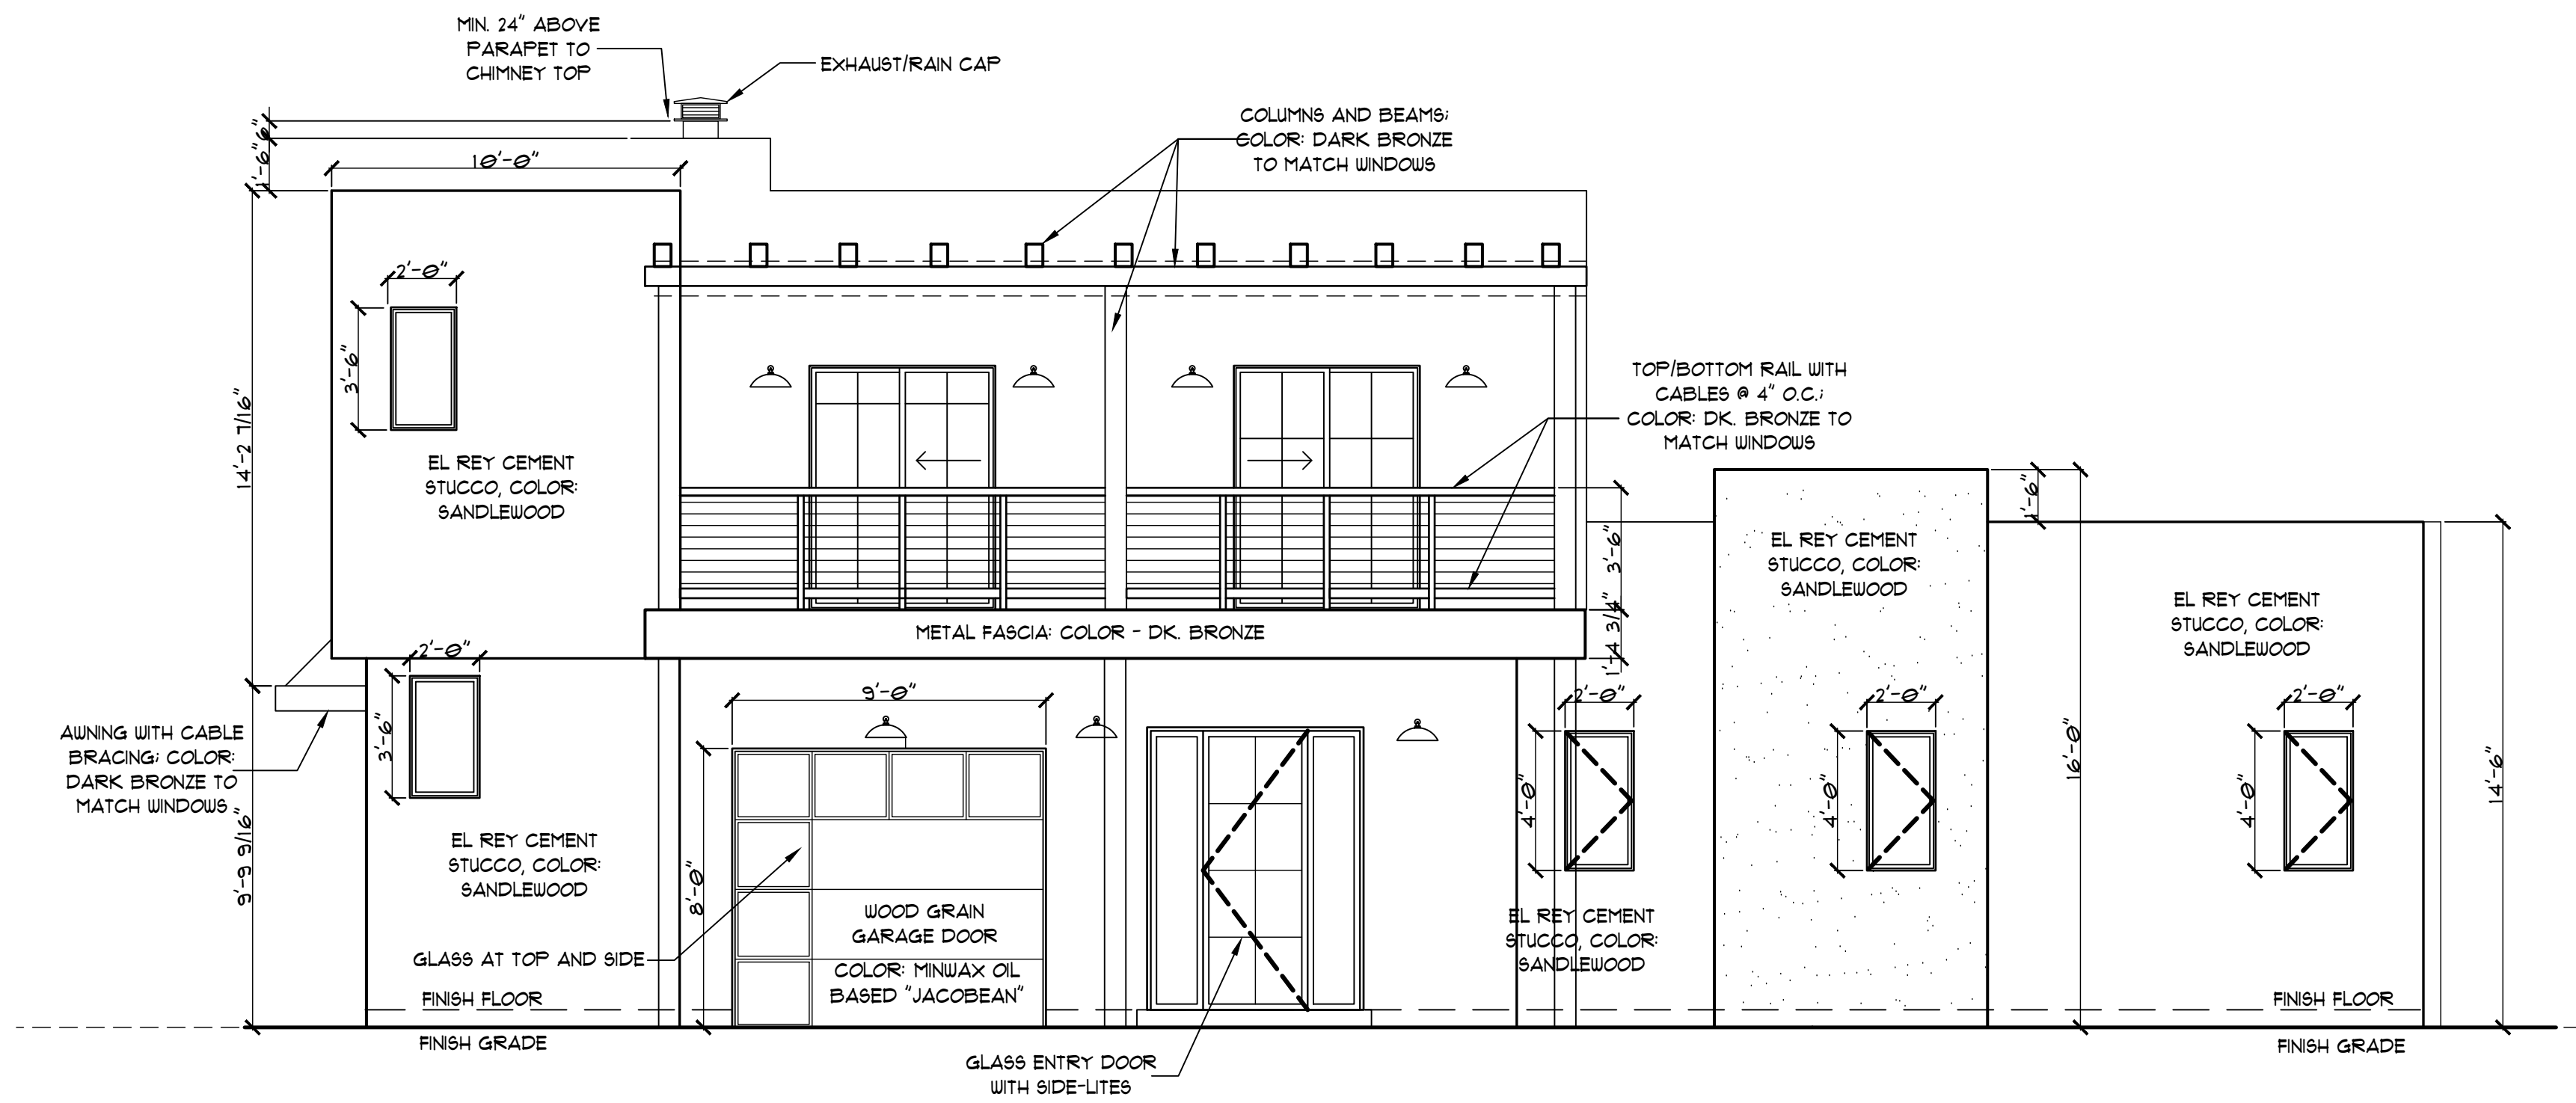 MIN. 24" ABOVE
PARAPET TO
CHIMNEY TOP
EXHAUST/RAIN CAP
COLUMNS AND BEAMS;
COLOR: DARK BRONZE
TO MATCH WINDOWS
6"
1'-6"
10'-0"
2'-0"
3'-6"
14'-2 7/16"
EL REY CEMENT
STUCCO, COLOR:
SANDLEWOOD
TOP/BOTTOM RAIL WITH
CABLES @ 4" O.C.;
COLOR: DK. BRONZE TO
MATCH WINDOWS
1'-6"
3'-6"
EL REY CEMENT
STUCCO, COLOR:
SANDLEWOOD
EL REY CEMENT
STUCCO, COLOR:
SANDLEWOOD
METAL FASCIA: COLOR - DK. BRONZE
1'-4 3/4"
2'-0"
3'-6"
9'-0"
2'-0"
2'-0"
2'-0"
AWNING WITH CABLE
BRACING; COLOR:
DARK BRONZE TO
MATCH WINDOWS
4'-0"
4'-0"
16'-0"
4'-0"
14'-6"
9'-9 9/16"
EL REY CEMENT
STUCCO, COLOR:
SANDLEWOOD
8'-0"
WOOD GRAIN
GARAGE DOOR
COLOR: MINWAX OIL
BASED "JACOBEAN"
EL REY CEMENT
STUCCO, COLOR:
SANDLEWOOD
GLASS AT TOP AND SIDE
FINISH FLOOR
FINISH FLOOR
FINISH GRADE
FINISH GRADE
GLASS ENTRY DOOR
WITH SIDE-LITES